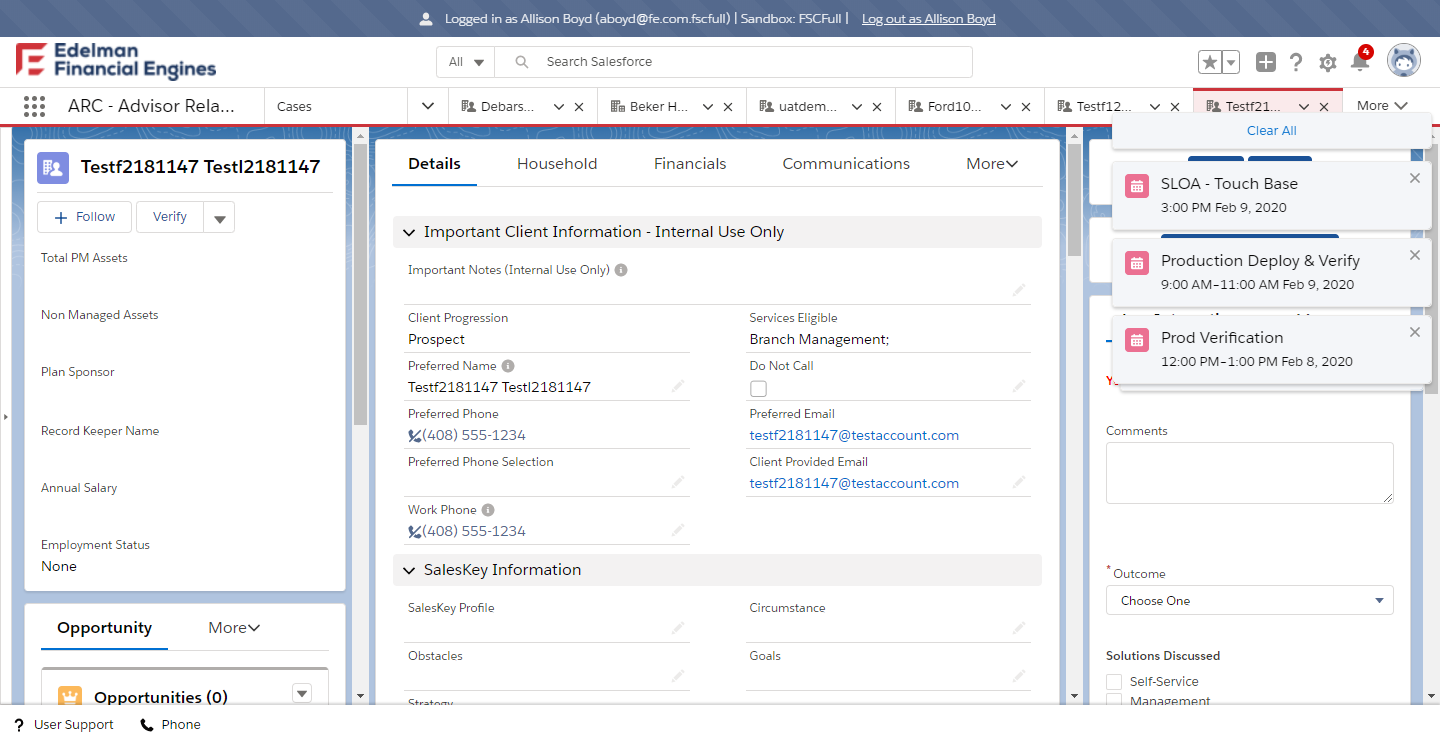 Logged in as Allison Boyd (aboyd@fe.com.fscfull) | Sandbox: FSCFull | Log out as Allison Boyd
Edelman
Financial Engines
All
Search Salesforce
4
ARC - Advisor Rela...
Cases
Debars...
Beker H...
uatdem...
Ford10...
Testf12...
Testf21...
More
Testf2181147 Testl2181147
Follow
Verify
Total PM Assets
Non Managed Assets
Plan Sponsor
Record Keeper Name
Annual Salary
Employment Status
None
Opportunity
More
Opportunities (0)
Details
Household
Financials
Communications
More
Important Client Information - Internal Use Only
Important Notes (Internal Use Only)
Client Progression
Prospect
Services Eligible
Branch Management;
Preferred Name
Testf2181147 Testl2181147
Do Not Call
Preferred Phone
(408) 555-1234
Preferred Email
testf2181147@testaccount.com
Preferred Phone Selection
Client Provided Email
testf2181147@testaccount.com
Work Phone
(408) 555-1234
SalesKey Information
SalesKey Profile
Circumstance
Obstacles
Goals
Strategy
Clear All
SLOA - Touch Base
3:00 PM Feb 9, 2020
Production Deploy & Verify
9:00 AM–11:00 AM Feb 9, 2020
Prod Verification
12:00 PM–1:00 PM Feb 8, 2020
Comments
* Outcome
Choose One
Solutions Discussed
Self-Service
Management
? User Support
Phone